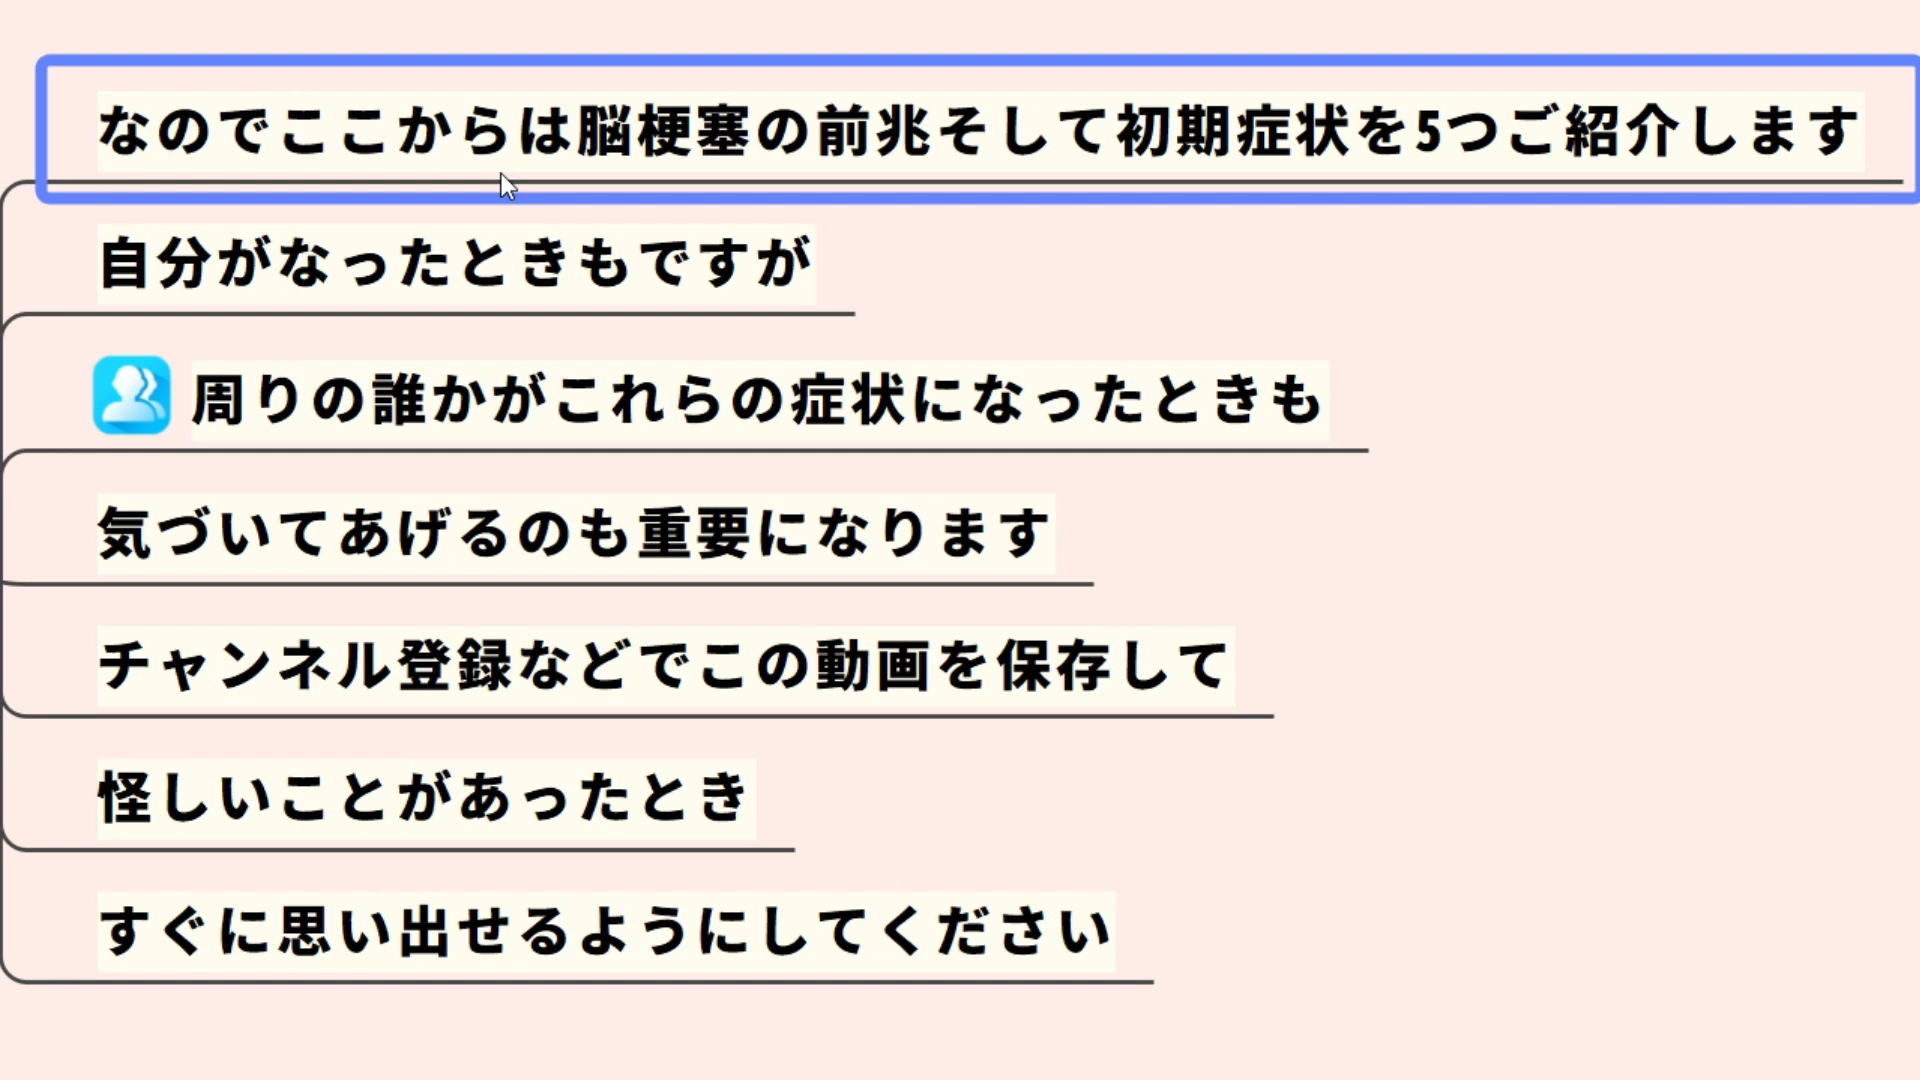 なのでここからは脳梗塞の前兆そして初期症状を5つご紹介します
自分がなったときもですが
周りの誰かがこれらの症状になったときも
気づいてあげるのも重要になります
チャンネル登録などでこの動画を保存して
怪しいことがあったとき
すぐに思い出せるようにしてください